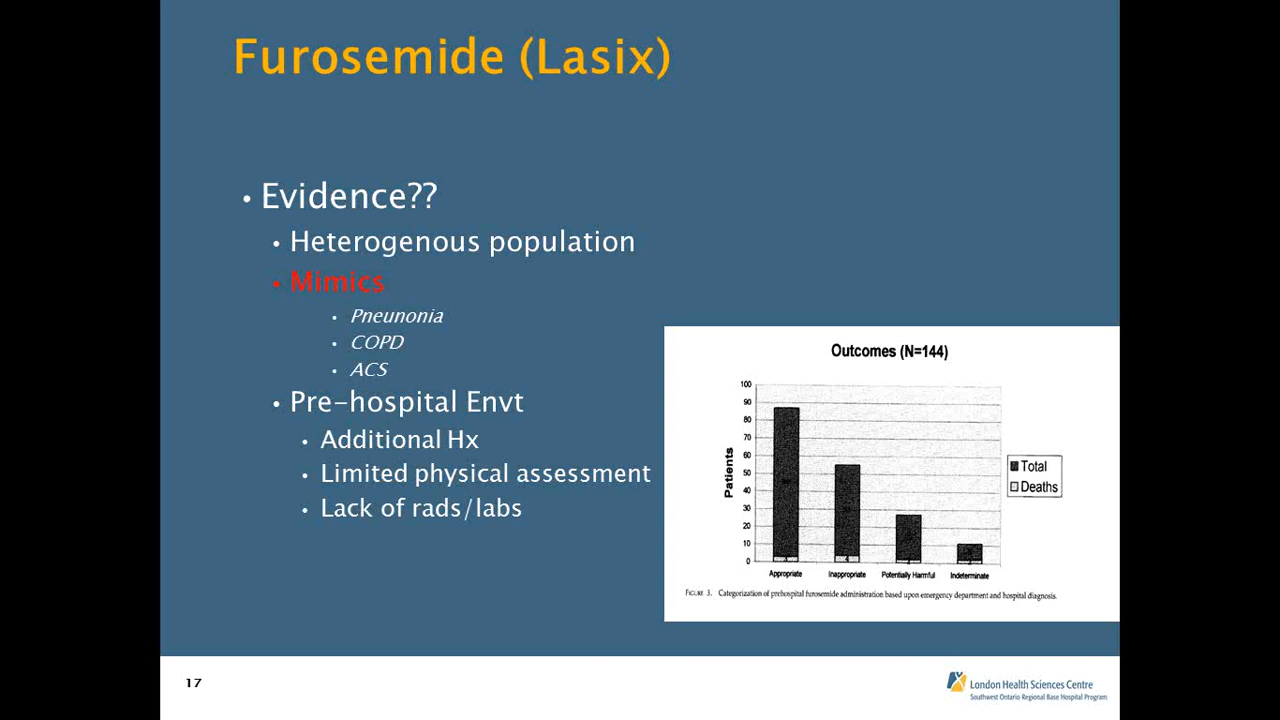 Furosemide (Lasix)
• Evidence??
• Heterogenous population
• Mimics
• Pneunonia
• COPD
• ACS
• Pre-hospital Envt
• Additional Hx
• Limited physical assessment
• Lack of rads/labs
Outcomes (N=144)
100
90
80
70
60
50
40
30
20
10
0
Patients
Appropriate Inappropriate Potentially Harmful Indeterminate
Total
Deaths
FIGURE 3. Categorization of prehospital furosemide administration based upon emergency department and hospital diagnosis.
17
London Health Sciences Centre
Southwest Ontario Regional Base Hospital Program